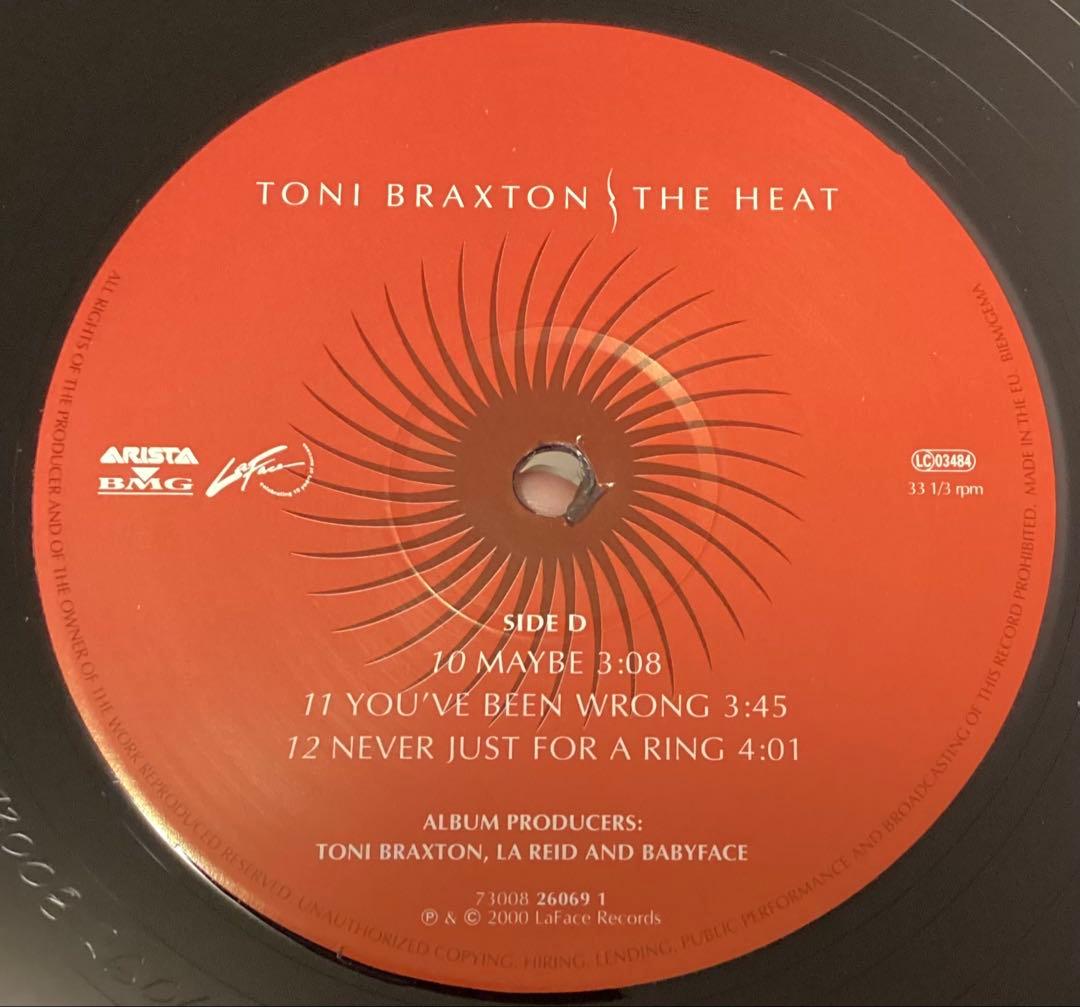 TONI BRAXTON THE HEAT
ARISTA
BMG
LaFace
LC 03484
33 1/3 rpm
SIDE D
10 MAYBE 3:08
11 YOU'VE BEEN WRONG 3:45
12 NEVER JUST FOR A RING 4:01
ALBUM PRODUCERS:
TONI BRAXTON, LA REID AND BABYFACE
73008 26069 1
℗ & © 2000 LaFace Records
ALL RIGHTS OF THE PRODUCER AND OF THE OWNER OF THE WORK REPRODUCED RESERVED. UNAUTHORIZED COPYING, HIRING, LENDING, PUBLIC PERFORMANCE AND BROADCASTING OF THIS RECORD PROHIBITED. MADE IN THE EU. BIEM/GEMA